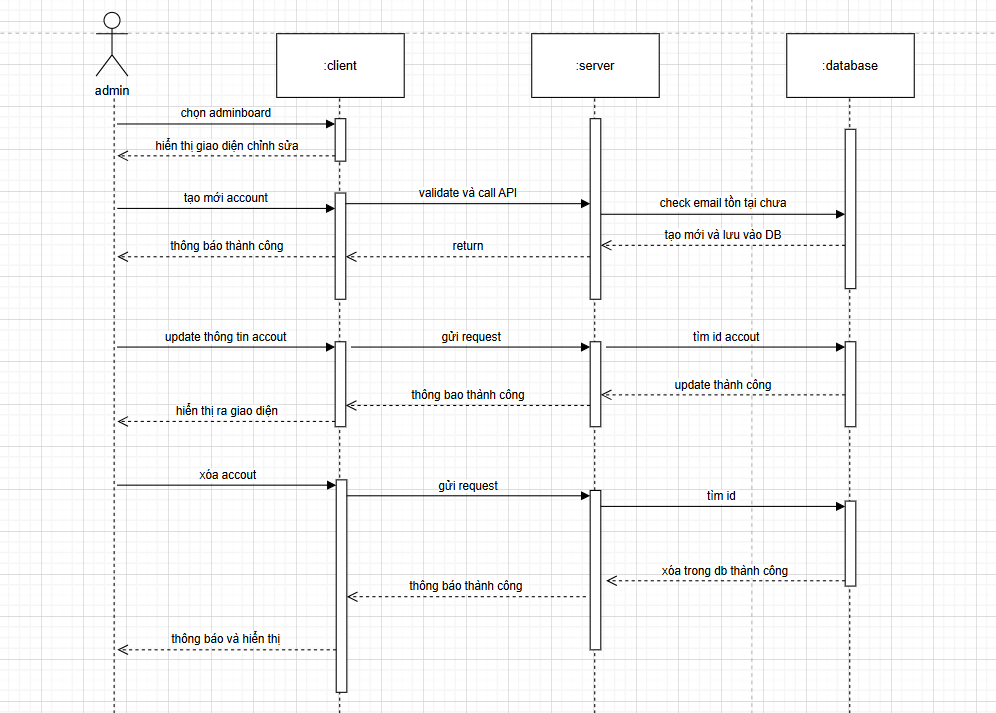 :client
:server
:database
admin
chọn adminboard
hiển thị giao diện chỉnh sửa
tạo mới account
validate và call API
check email tồn tại chưa
tạo mới và lưu vào DB
thông báo thành công
return
update thông tin accout
gửi request
tìm id accout
update thành công
thông bao thành công
hiển thị ra giao diện
xóa accout
gửi request
tìm id
xóa trong db thành công
thông báo thành công
thông báo và hiển thị